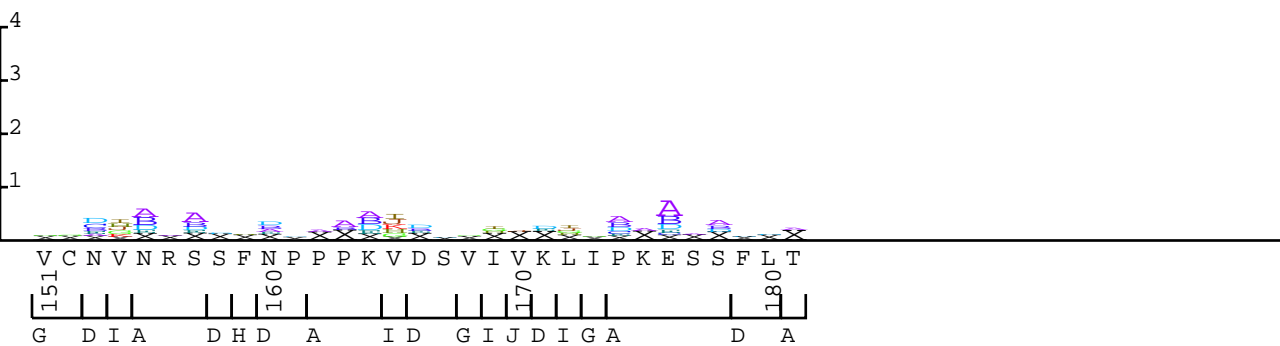 4
3
2
1
V C N V N R S S F N P P P K V D S V I V K L I P K E S S F L T
151 160 170 180
G D I A D H D A I D G I J D I G A D A